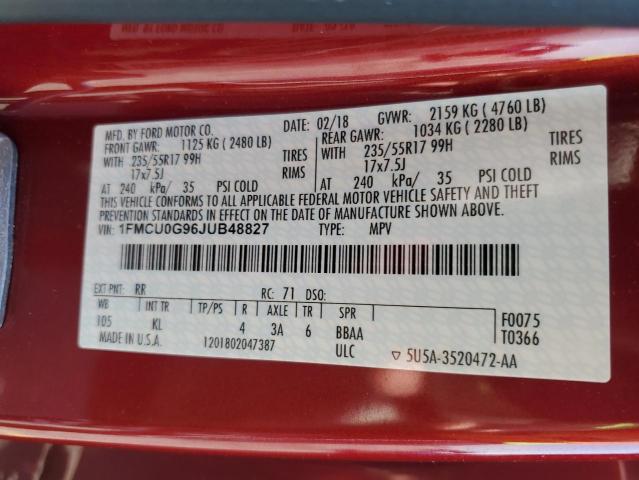 MFD. BY FORD MOTOR CO.
DATE: 02/18 GVWR: 2159 KG ( 4760 LB)
FRONT GAWR: 1125 KG ( 2480 LB) REAR GAWR: 1034 KG ( 2280 LB)
WITH 235/55R17 99H TIRES WITH 235/55R17 99H TIRES
17x7.5J RIMS 17x7.5J RIMS
AT 240 kPa/ 35 PSI COLD AT 240 kPa/ 35 PSI COLD
THIS VEHICLE CONFORMS TO ALL APPLICABLE FEDERAL MOTOR VEHICLE SAFETY AND THEFT
PREVENTION STANDARDS IN EFFECT ON THE DATE OF MANUFACTURE SHOWN ABOVE.
VIN: 1FMCU0G96JUB48827 TYPE: MPV
EXT PNT: RR RC: 71 DSO:
WB INT TR TP/PS R AXLE TR SPR
105 KL 4 3A 6 BBAA
F0075
T0366
MADE IN U.S.A. 1201802047387 ULC
▽ 5U5A-3520472-AA